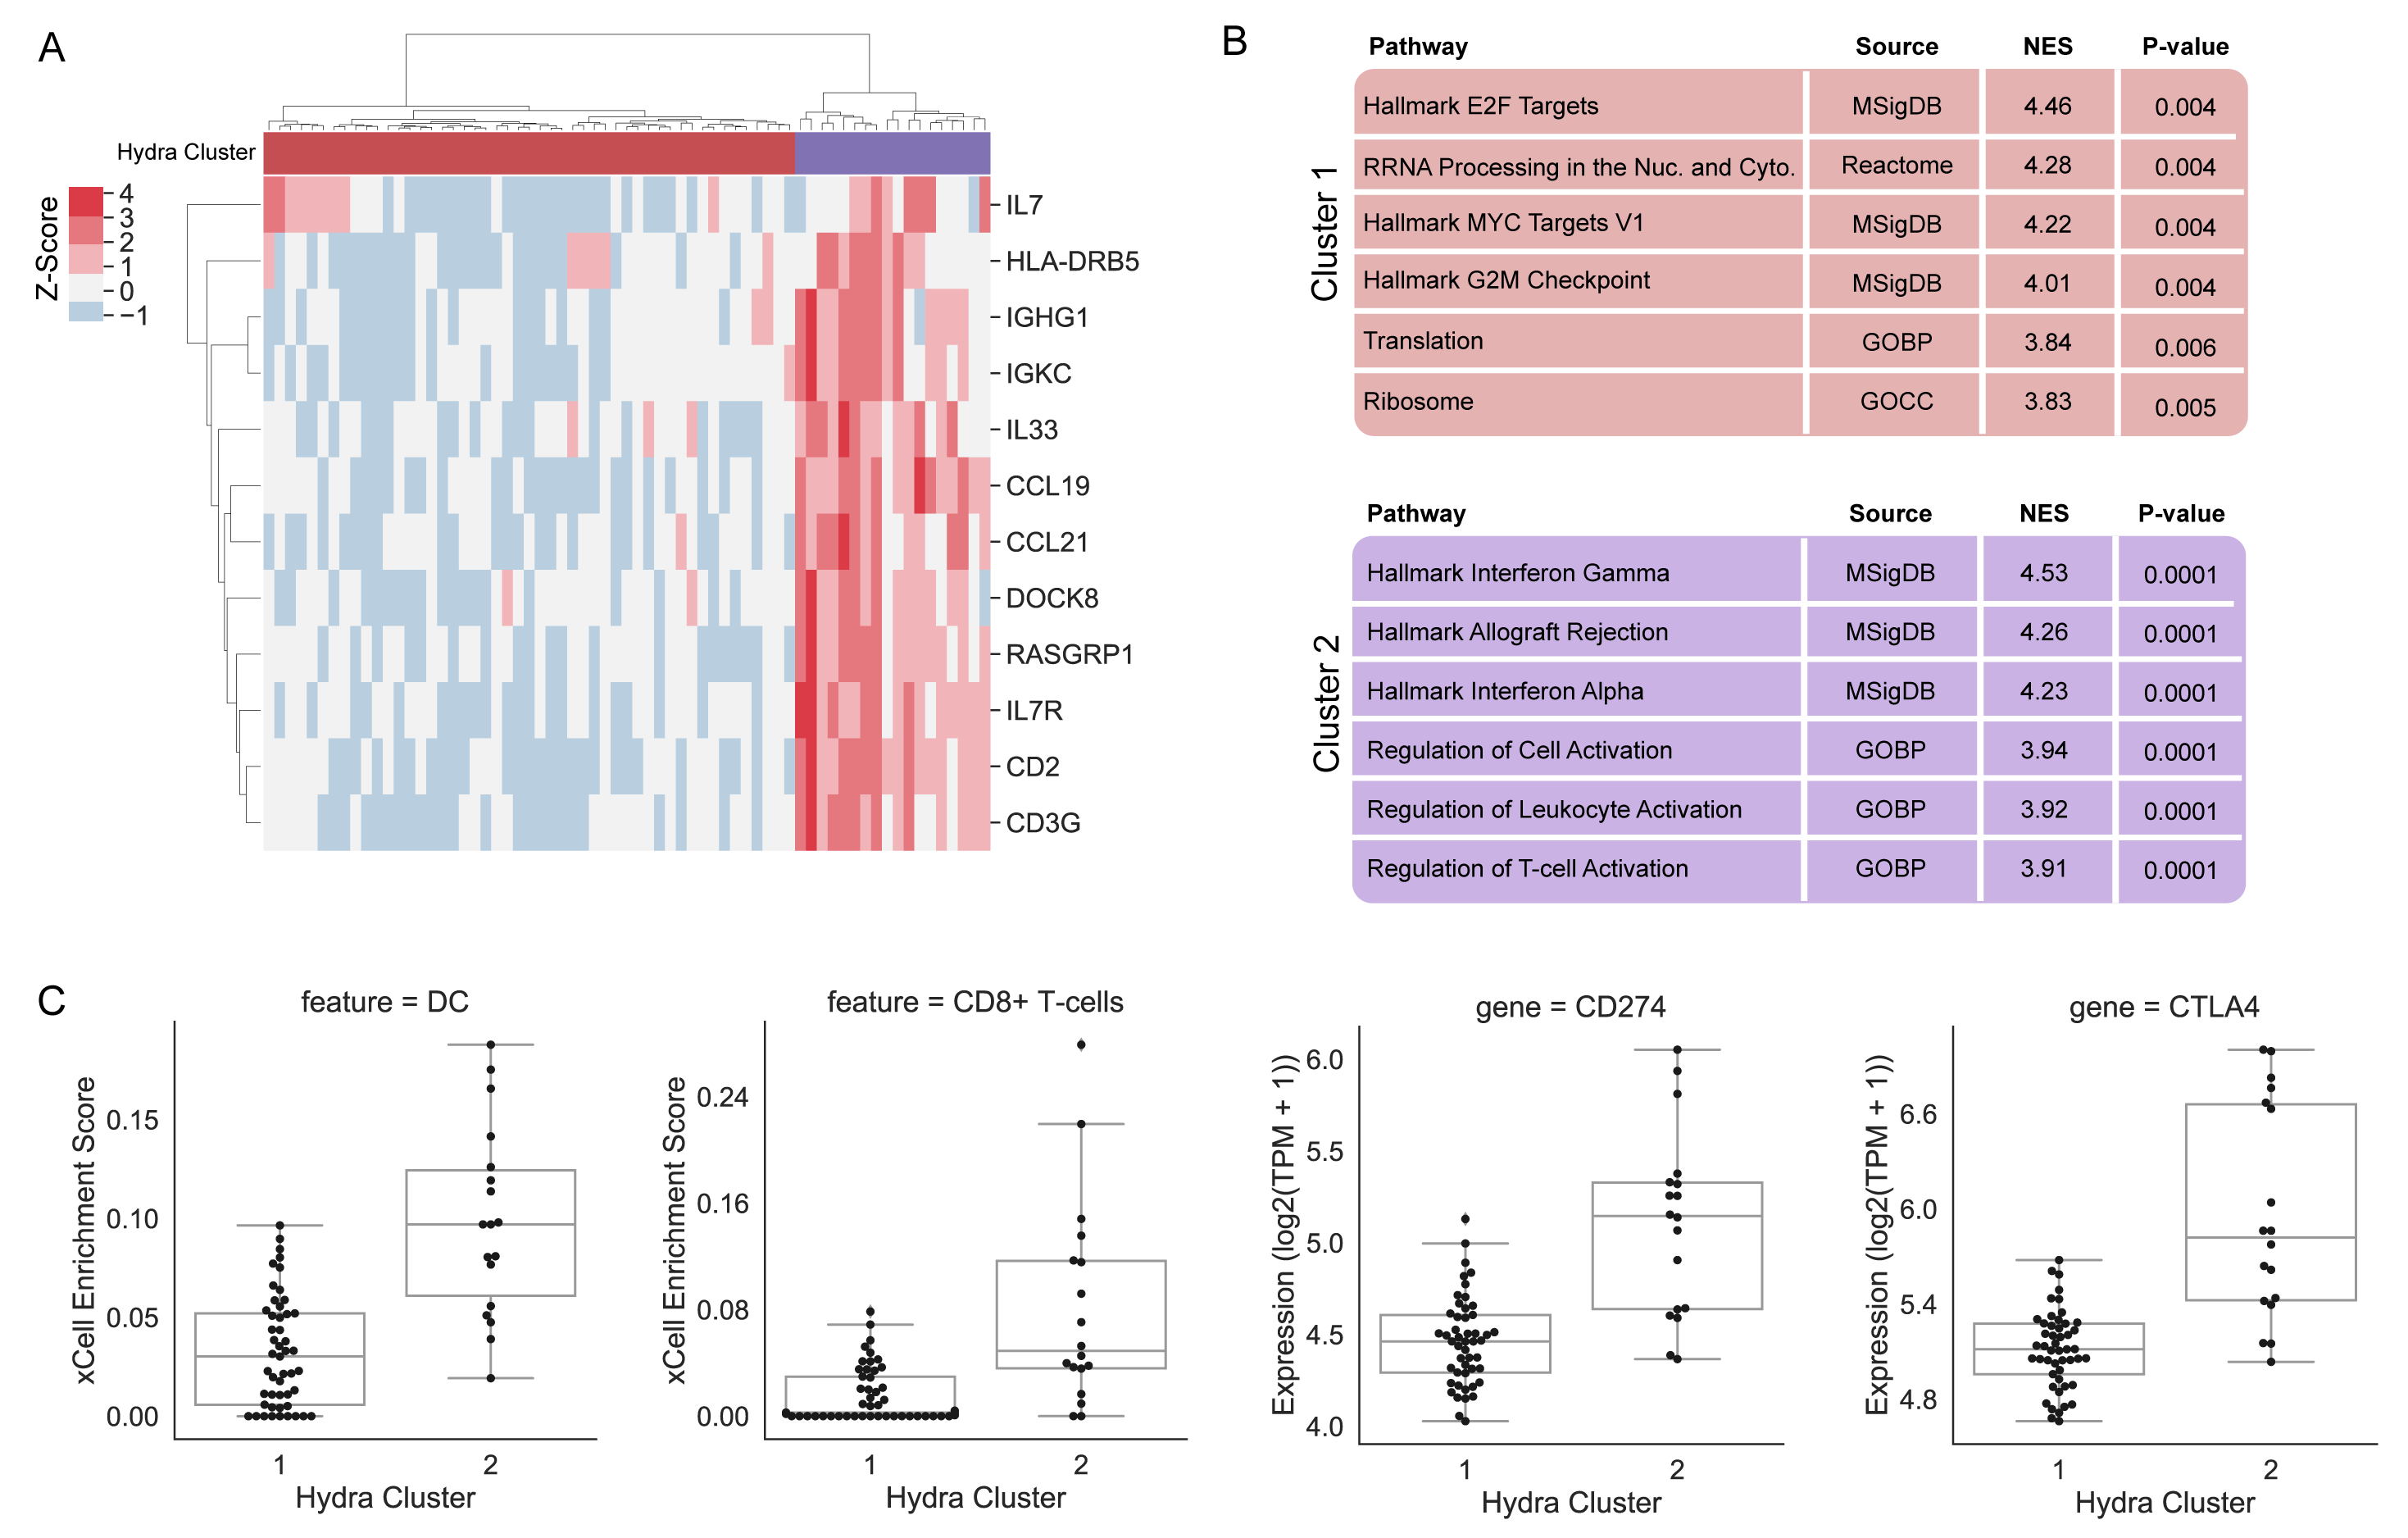 A
Hydra Cluster
Z-Score
4
3
2
1
0
−1
IL7
HLA-DRB5
IGHG1
IGKC
IL33
CCL19
CCL21
DOCK8
RASGRP1
IL7R
CD2
CD3G
B
Pathway Source NES P-value
Cluster 1
Hallmark E2F Targets MSigDB 4.46 0.004
RRNA Processing in the Nuc. and Cyto. Reactome 4.28 0.004
Hallmark MYC Targets V1 MSigDB 4.22 0.004
Hallmark G2M Checkpoint MSigDB 4.01 0.004
Translation GOBP 3.84 0.006
Ribosome GOCC 3.83 0.005
Pathway Source NES P-value
Cluster 2
Hallmark Interferon Gamma MSigDB 4.53 0.0001
Hallmark Allograft Rejection MSigDB 4.26 0.0001
Hallmark Interferon Alpha MSigDB 4.23 0.0001
Regulation of Cell Activation GOBP 3.94 0.0001
Regulation of Leukocyte Activation GOBP 3.92 0.0001
Regulation of T-cell Activation GOBP 3.91 0.0001
C
feature = DC
xCell Enrichment Score
0.15
0.10
0.05
0.00
1 2
Hydra Cluster
feature = CD8+ T-cells
xCell Enrichment Score
0.24
0.16
0.08
0.00
1 2
Hydra Cluster
gene = CD274
Expression (log2(TPM + 1))
6.0
5.5
5.0
4.5
4.0
1 2
Hydra Cluster
gene = CTLA4
Expression (log2(TPM + 1))
6.6
6.0
5.4
4.8
1 2
Hydra Cluster